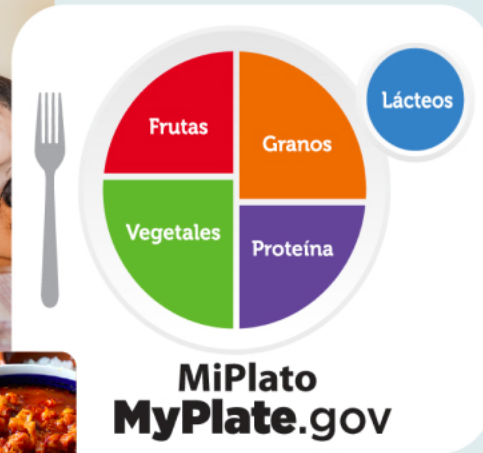 Frutas
Granos
Lácteos
Vegetales
Proteína
MiPlato
MyPlate.gov